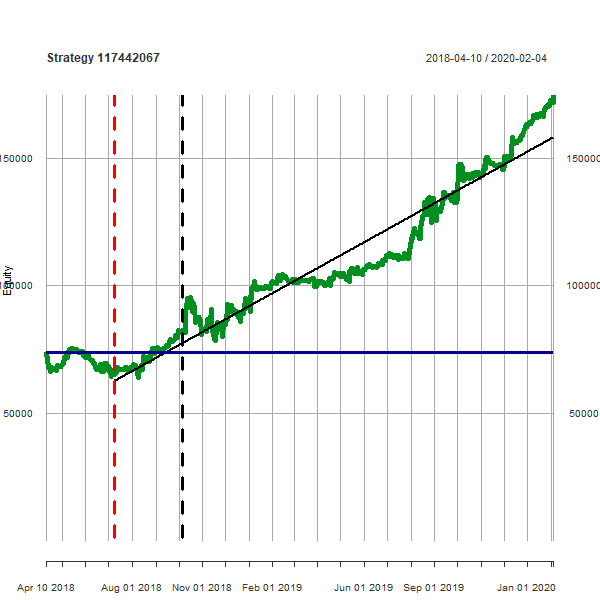 Strategy 117442067
2018-04-10 / 2020-02-04
150000
150000
Equity
100000
100000
50000
50000
Apr 10 2018
Aug 01 2018
Nov 01 2018
Feb 01 2019
Jun 01 2019
Sep 01 2019
Jan 01 2020